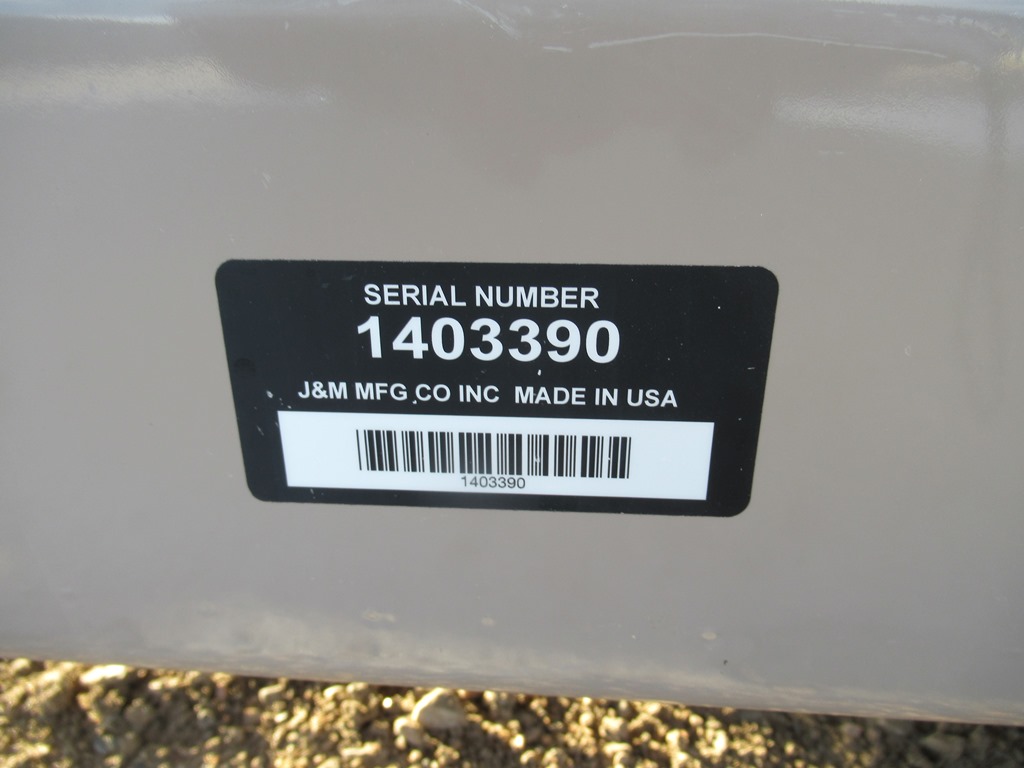 SERIAL NUMBER
1403390
J&M MFG CO INC MADE IN USA
1403390